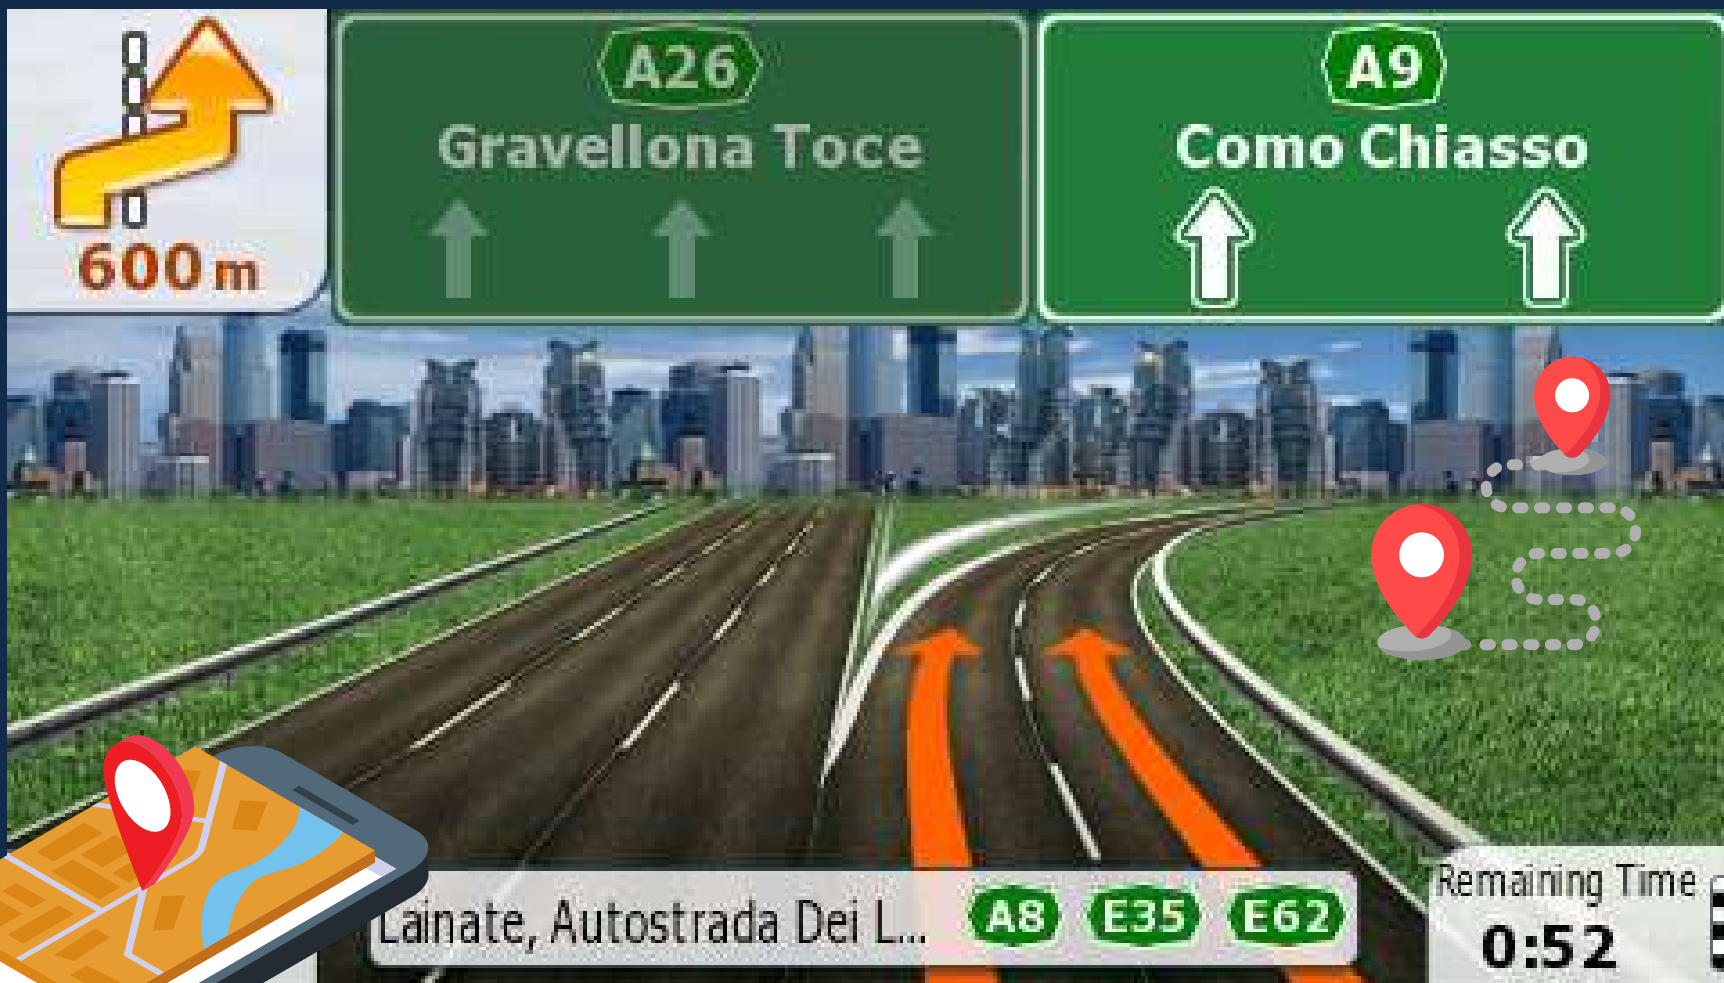 600 m
A26
Gravellona Toce
A9
Como Chiasso
Lainate, Autostrada Dei L...
A8 E35 E62
Remaining Time
0:52